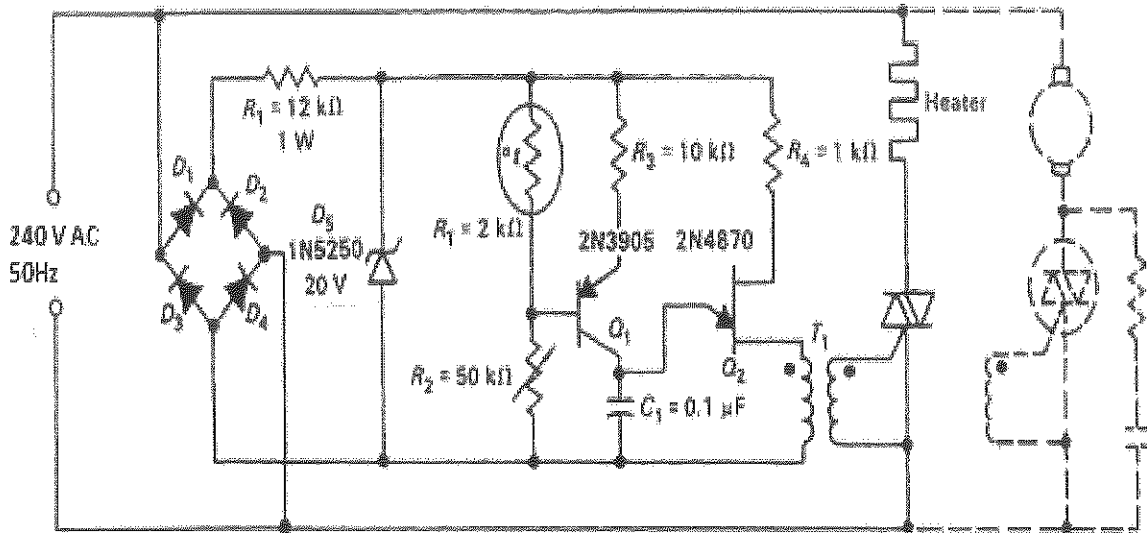 R₁ = 12 kΩ
1 W
Heater
D₁
D₂
R₃ = 10 kΩ
R₄ = 1 kΩ
240 V AC
50Hz
D₅
1N5250
20 V
R₁ = 2 kΩ
2N3905
2N4870
D₃
D₄
Q₁
T₁
R₂ = 50 kΩ
Q₂
C₁ = 0.1 µF